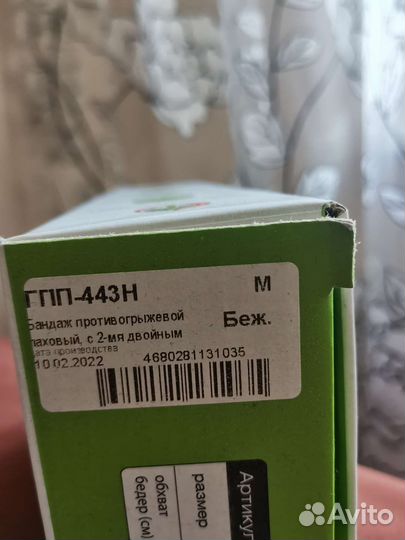 ГПП-443Н M
Бандаж противогрыжевой Беж.
паховый, с 2-мя двойным
дата производства
10.02.2022
4680281131035
Артикул
размер
обхват
бедер (см)
Avito